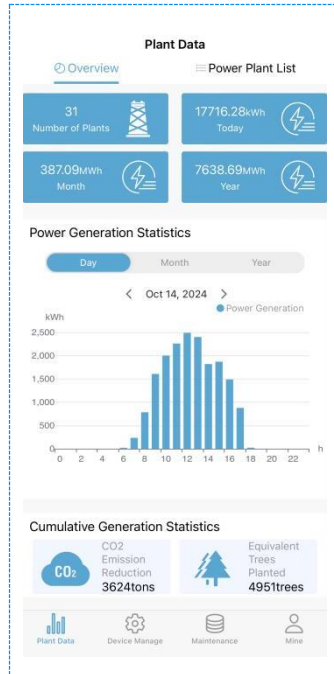 Plant Data
Overview
Power Plant List
31
Number of Plants
17716.28kWh
Today
387.09MWh
Month
7638.69MWh
Year
Power Generation Statistics
Day Month Year
< Oct 14, 2024 >
Power Generation
kWh
2,500
2,000
1,500
1,000
500
0
0 2 4 6 8 10 12 14 16 18 20 22 h
Cumulative Generation Statistics
CO2
CO2
Emission
Reduction
3624tons
Equivalent
Trees
Planted
4951trees
Plant Data Device Manage Maintenance Mine